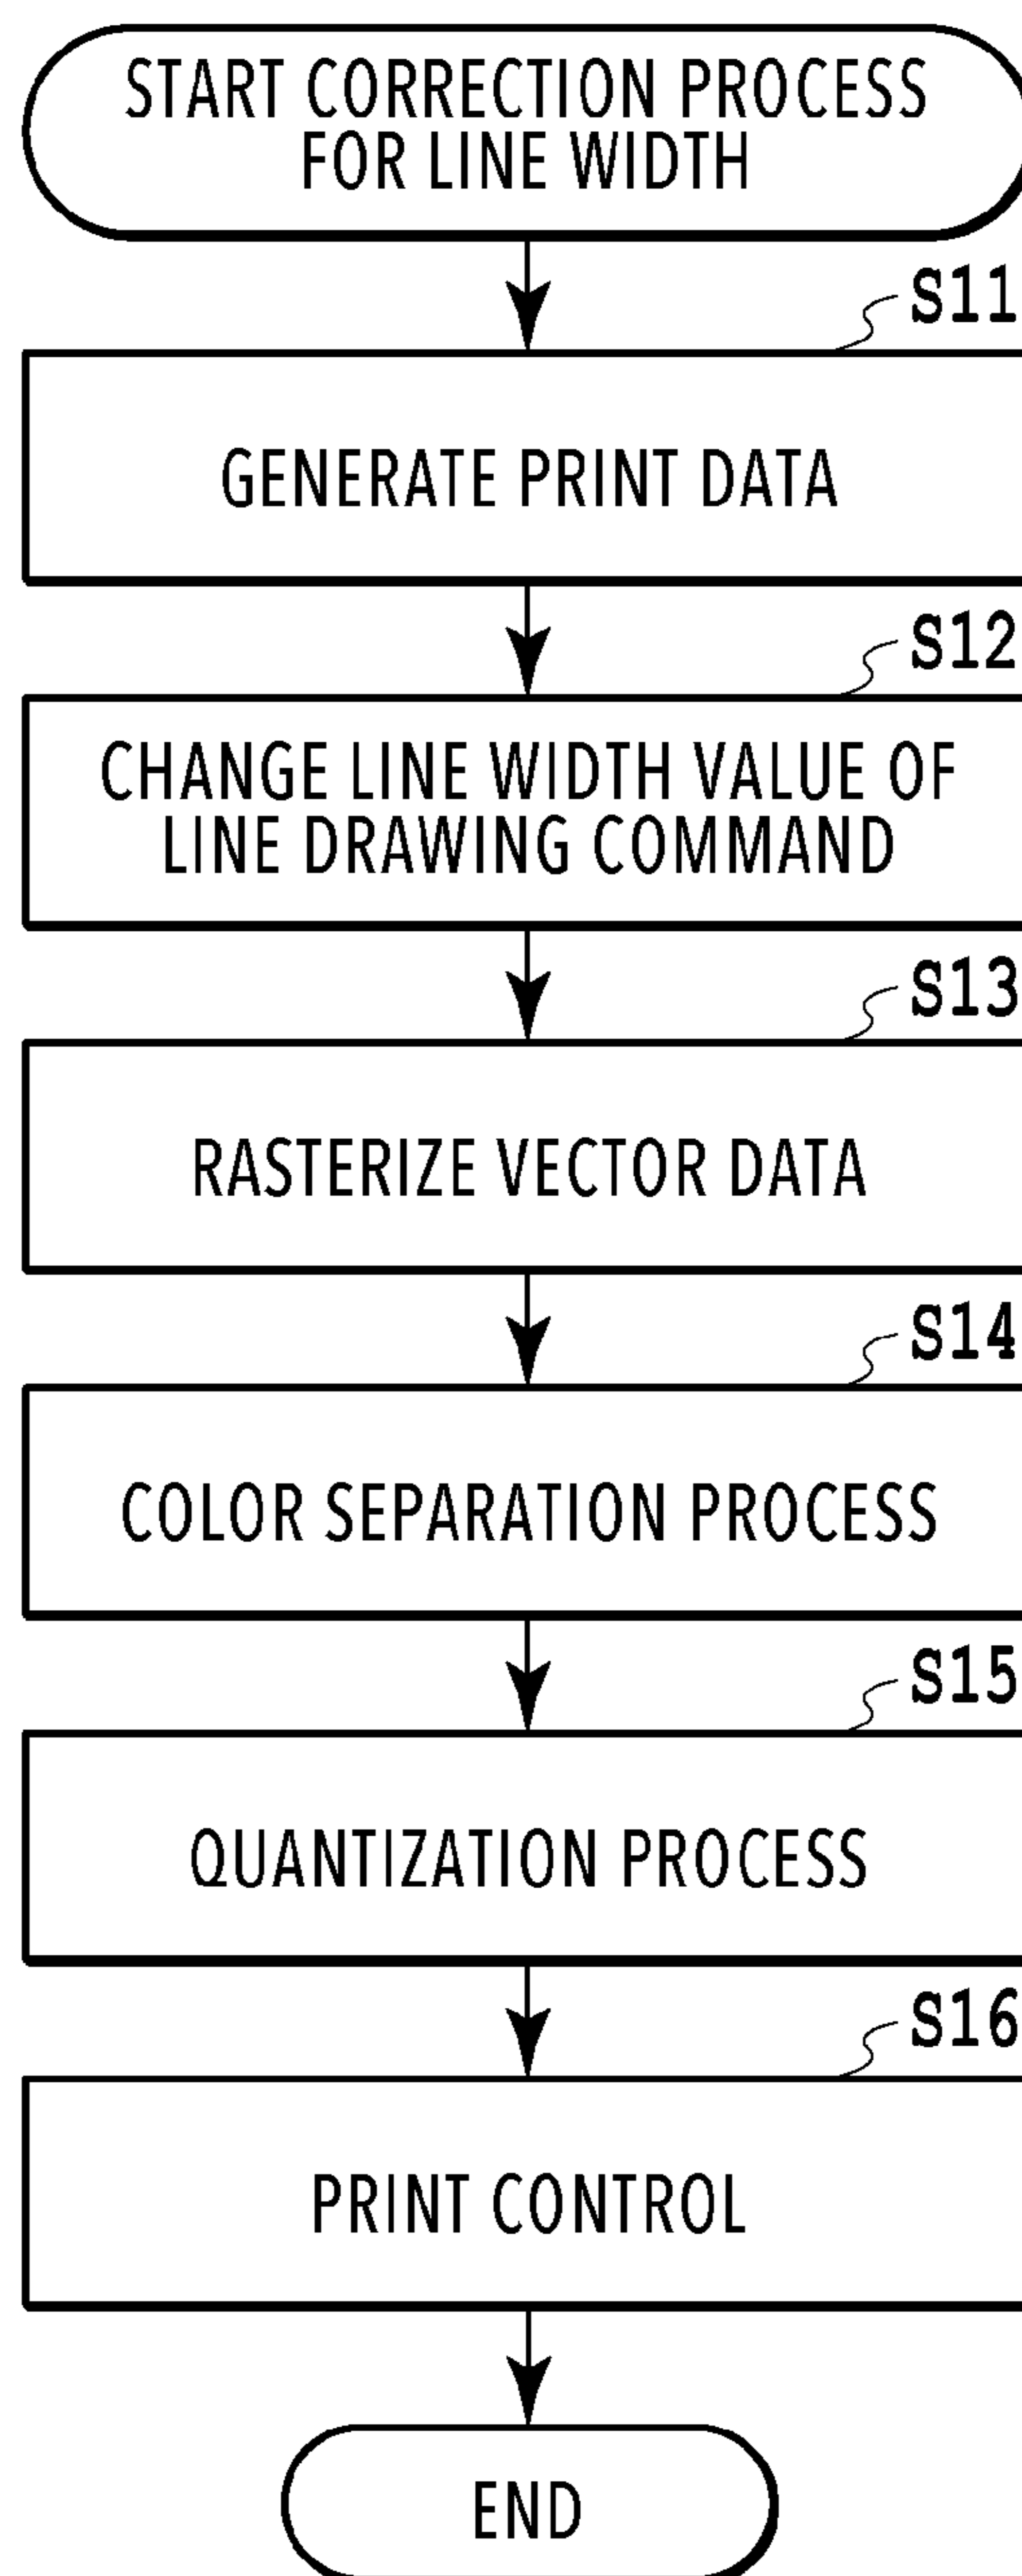 START CORRECTION PROCESS
FOR LINE WIDTH
S11
GENERATE PRINT DATA
S12
CHANGE LINE WIDTH VALUE OF
LINE DRAWING COMMAND
S13
RASTERIZE VECTOR DATA
S14
COLOR SEPARATION PROCESS
S15
QUANTIZATION PROCESS
S16
PRINT CONTROL
END